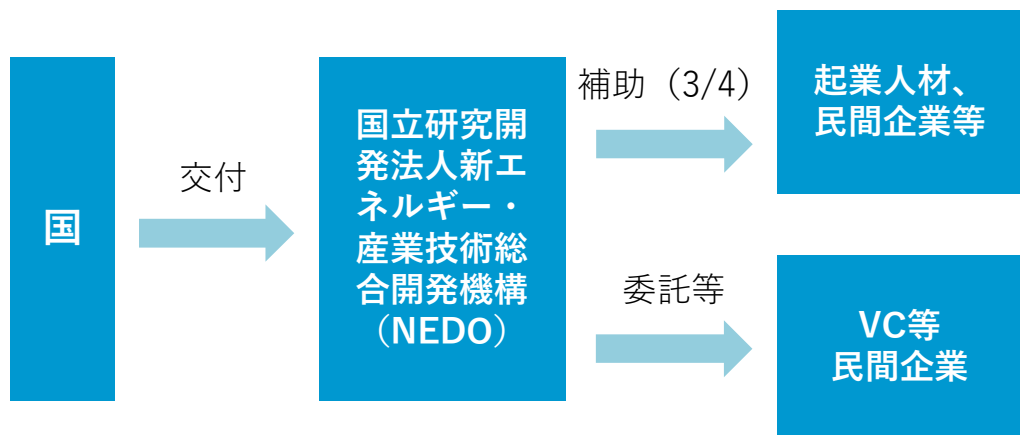 国
交付
国立研究開
発法人新エ
ネルギー・
産業技術総
合開発機構
（NEDO）
補助（3/4）
起業人材、
民間企業等
委託等
VC等
民間企業